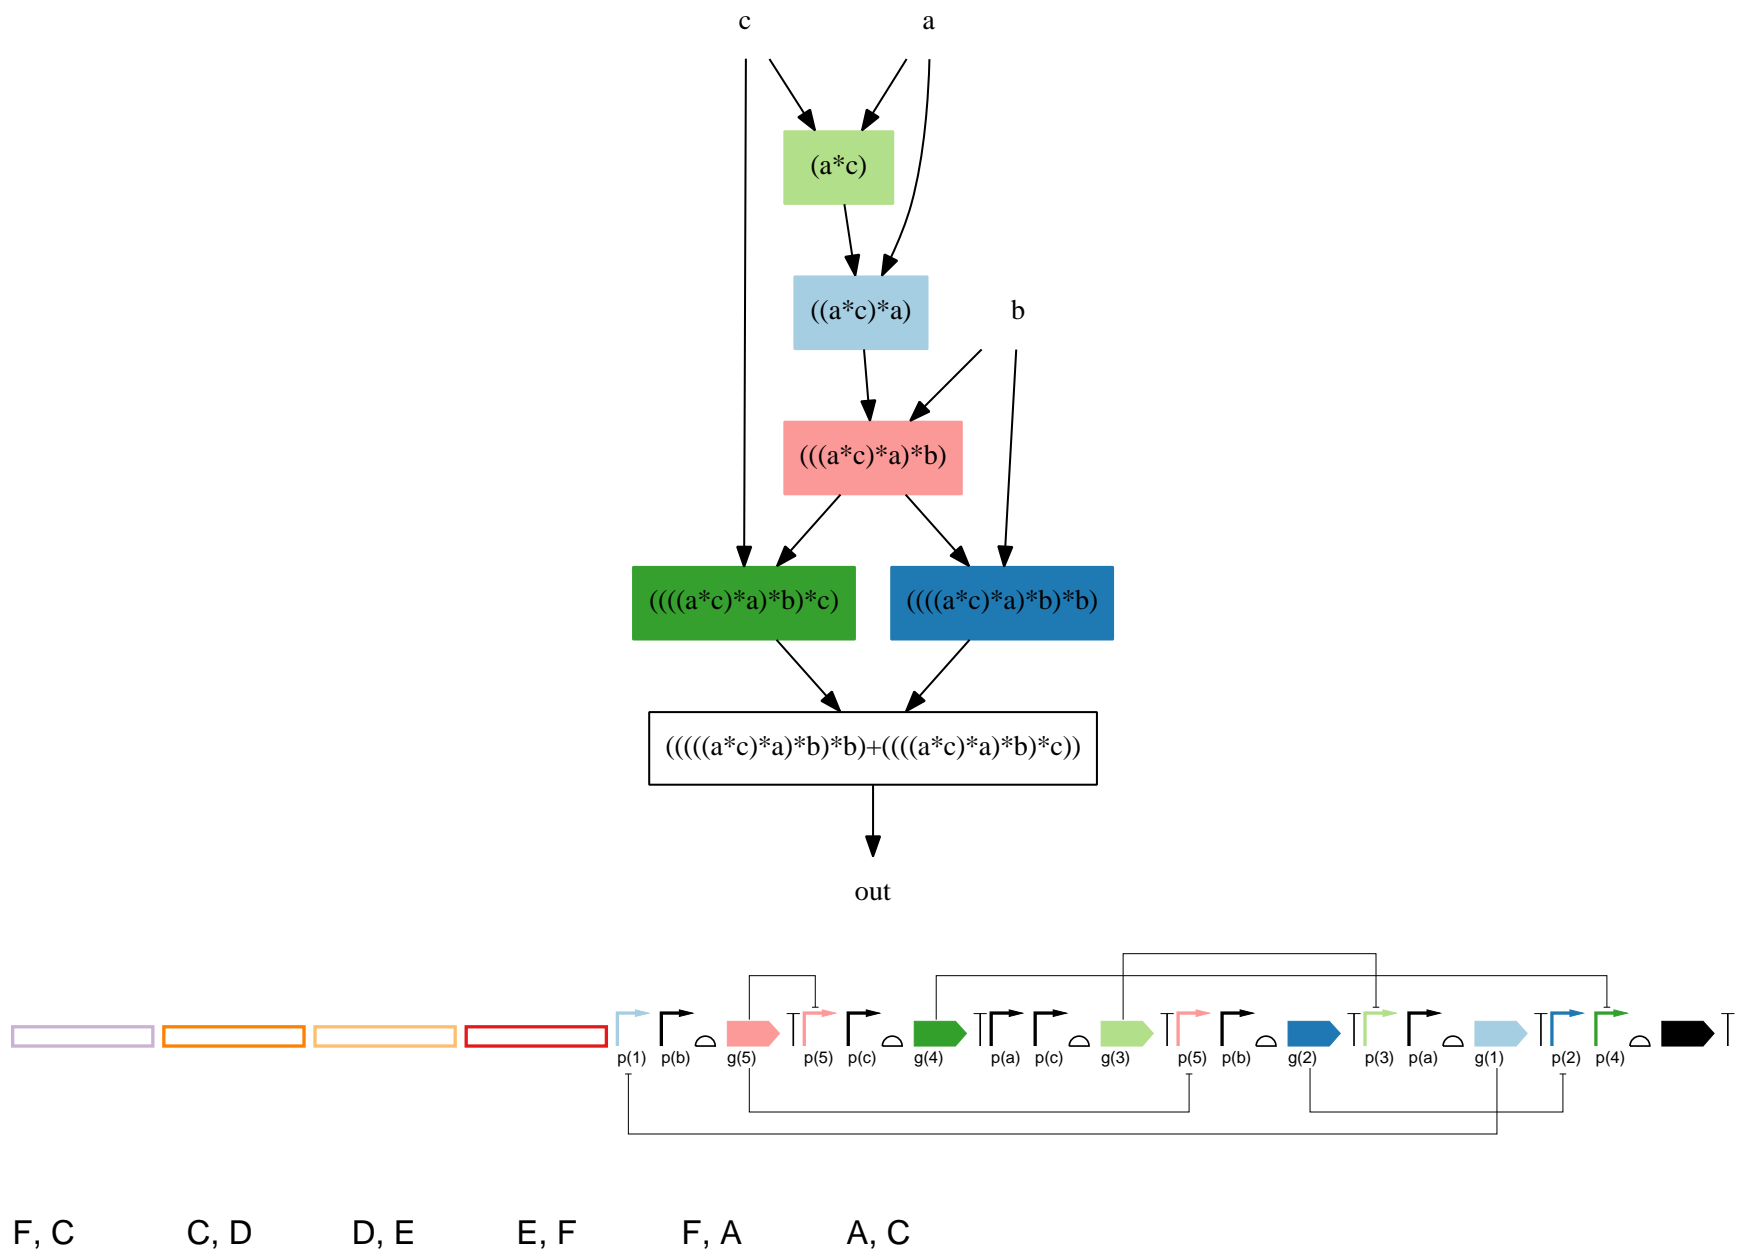 c a
(a*c)
((a*c)*a) b
(((a*c)*a)*b)
((((a*c)*a)*b)*c) ((((a*c)*a)*b)*b)
(((((a*c)*a)*b)*b)+((((a*c)*a)*b)*c))
out
p(1) p(b) g(5) p(5) p(c) g(4) p(a) p(c) g(3) p(5) p(b) g(2) p(3) p(a) g(1) p(2) p(4)
F, C C, D D, E E, F F, A A, C